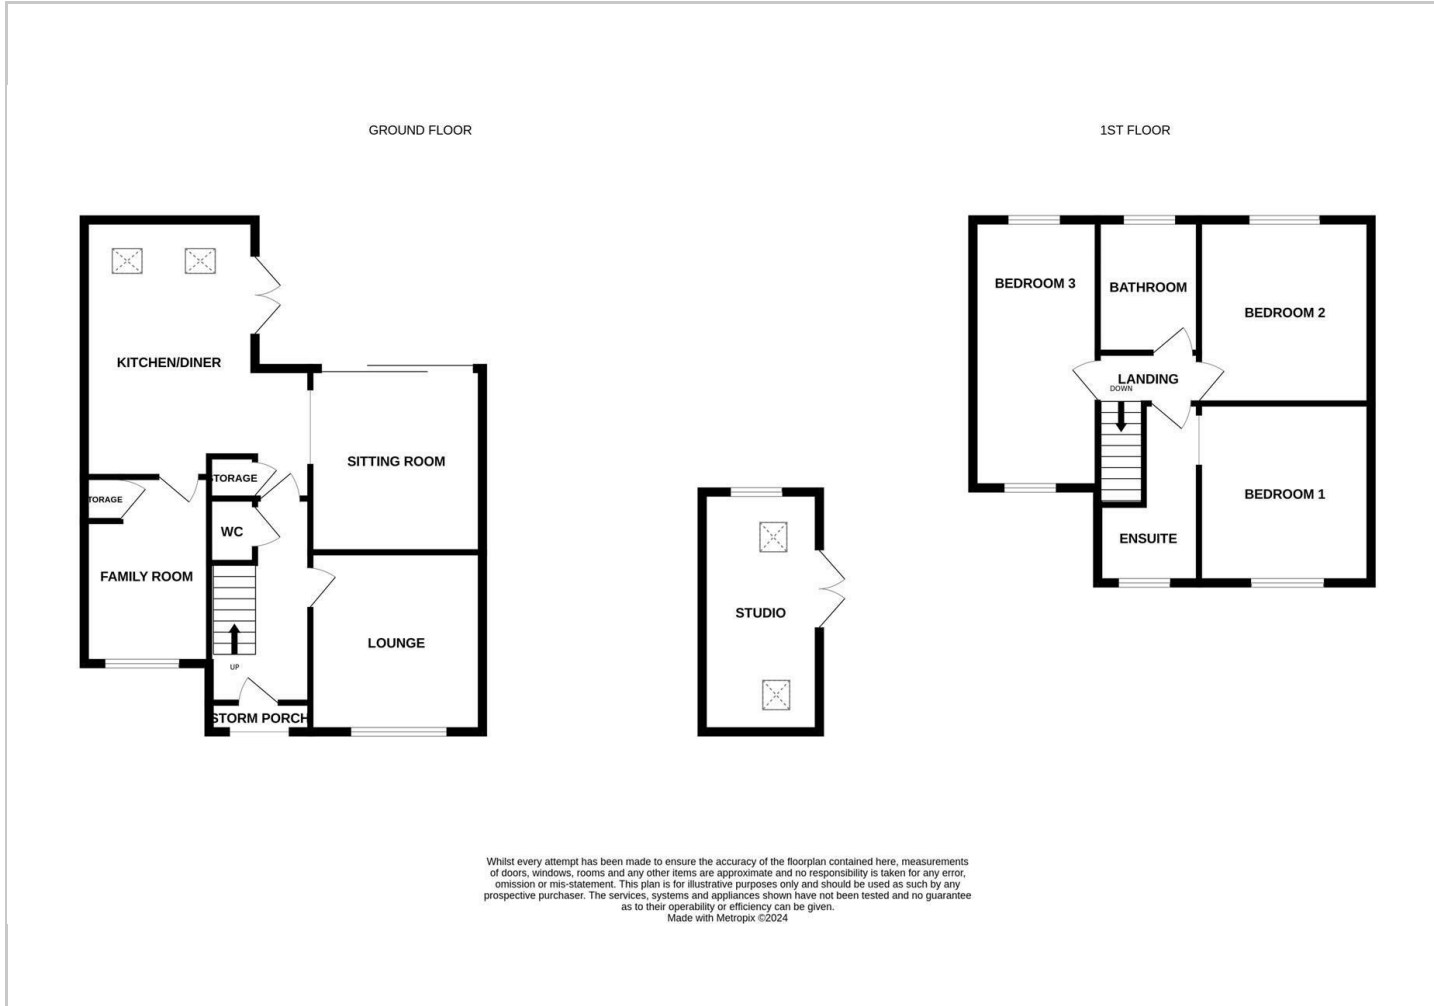 GROUND FLOOR
1ST FLOOR
KITCHEN/DINER
SITTING ROOM
STORAGE
TORAGE
WC
FAMILY ROOM
LOUNGE
UP
STORM PORCH
STUDIO
BEDROOM 3
BATHROOM
BEDROOM 2
LANDING
DOWN
BEDROOM 1
ENSUITE
Whilst every attempt has been made to ensure the accuracy of the floorplan contained here, measurements
of doors, windows, rooms and any other items are approximate and no responsibility is taken for any error,
omission or mis-statement. This plan is for illustrative purposes only and should be used as such by any
prospective purchaser. The services, systems and appliances shown have not been tested and no guarantee
as to their operability or efficiency can be given.
Made with Metropix ©2024